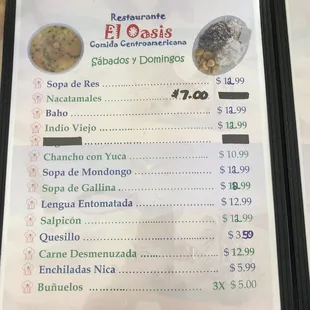 Restaurante
El Oasis
Comida Centroamericana
Sábados y Domingos
Sopa de Res $
Nacatamales $7.00
Baho $
Indio Viejo $
Chancho con Yuca $10.99
Sopa de Mondongo $
Sopa de Gallina $
Lengua Entomatada $12.99
Salpicón $
Quesillo $3.50
Carne Desmenuzada $12.99
Enchiladas Nica $5.99
Buñuelos 3X $5.00